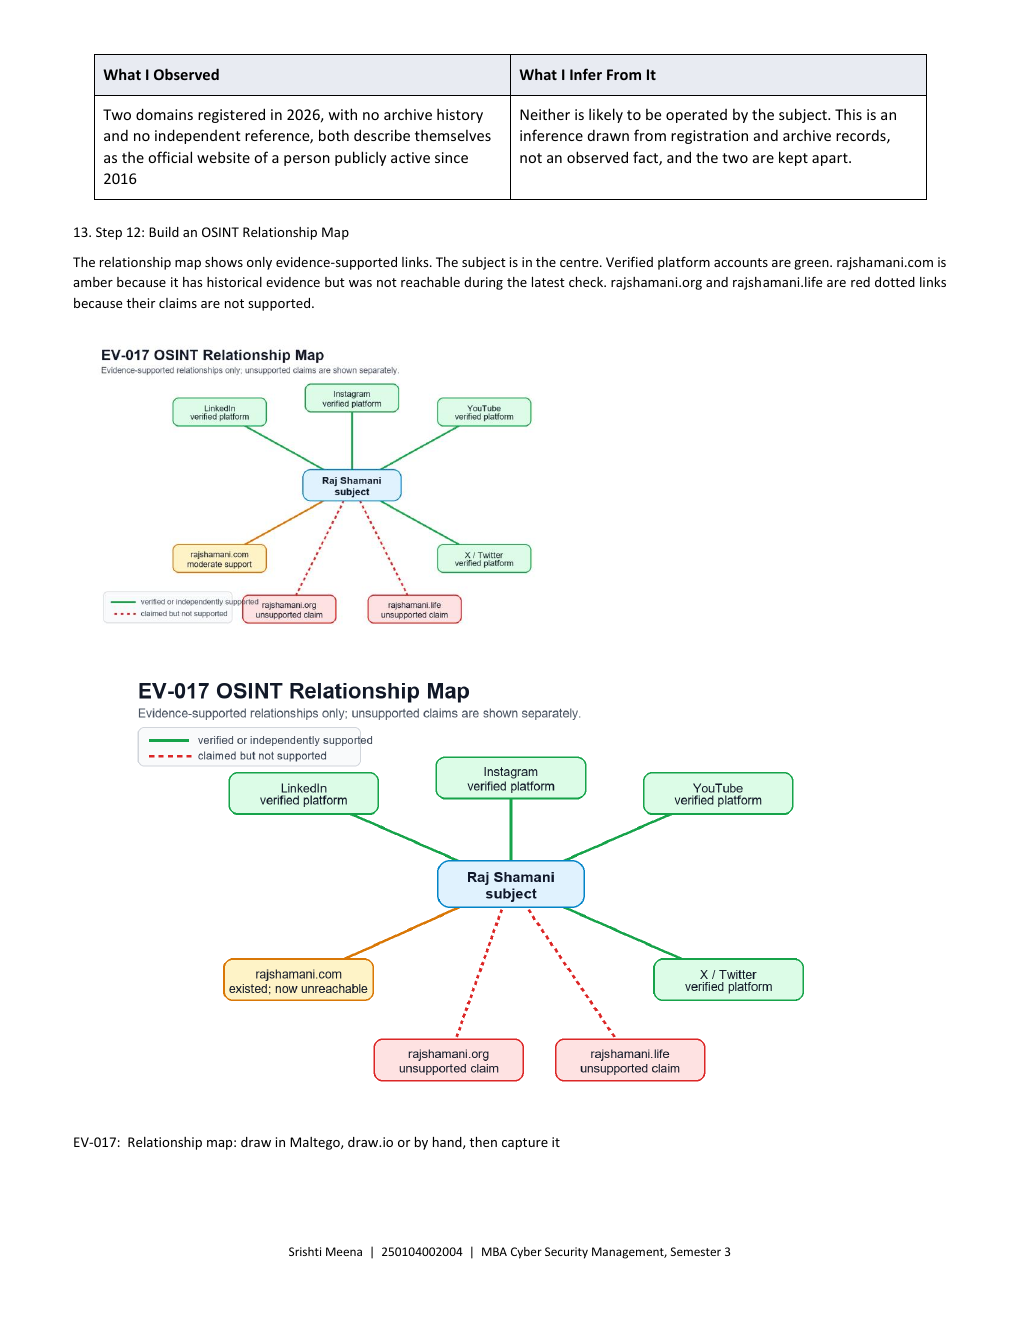 What I Observed
What I Infer From It
Two domains registered in 2026, with no archive history
and no independent reference, both describe themselves
as the official website of a person publicly active since
2016
Neither is likely to be operated by the subject. This is an
inference drawn from registration and archive records,
not an observed fact, and the two are kept apart.
13. Step 12: Build an OSINT Relationship Map
The relationship map shows only evidence-supported links. The subject is in the centre. Verified platform accounts are green. rajshamani.com is
amber because it has historical evidence but was not reachable during the latest check. rajshamani.org and rajshamani.life are red dotted links
because their claims are not supported.
EV-017 OSINT Relationship Map
Evidence-supported relationships only; unsupported claims are shown separately.
LinkedIn
verified platform
Instagram
verified platform
YouTube
verified platform
Raj Shamani
subject
rajshamani.com
moderate support
X / Twitter
verified platform
verified or independently supported
claimed but not supported
rajshamani.org
unsupported claim
rajshamani.life
unsupported claim
EV-017 OSINT Relationship Map
Evidence-supported relationships only; unsupported claims are shown separately.
verified or independently supported
claimed but not supported
LinkedIn
verified platform
Instagram
verified platform
YouTube
verified platform
Raj Shamani
subject
rajshamani.com
existed; now unreachable
X / Twitter
verified platform
rajshamani.org
unsupported claim
rajshamani.life
unsupported claim
EV-017:  Relationship map: draw in Maltego, draw.io or by hand, then capture it
Srishti Meena  |  250104002004  |  MBA Cyber Security Management, Semester 3